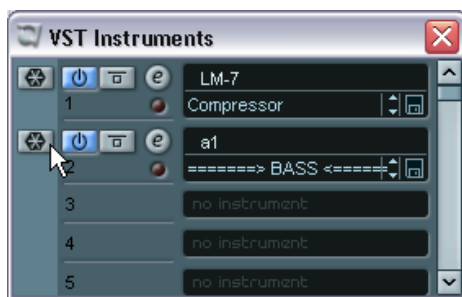 VST Instruments
e LM-7
1 Compressor
e a1
2 =======> BASS <=====
3 no instrument
4 no instrument
5 no instrument